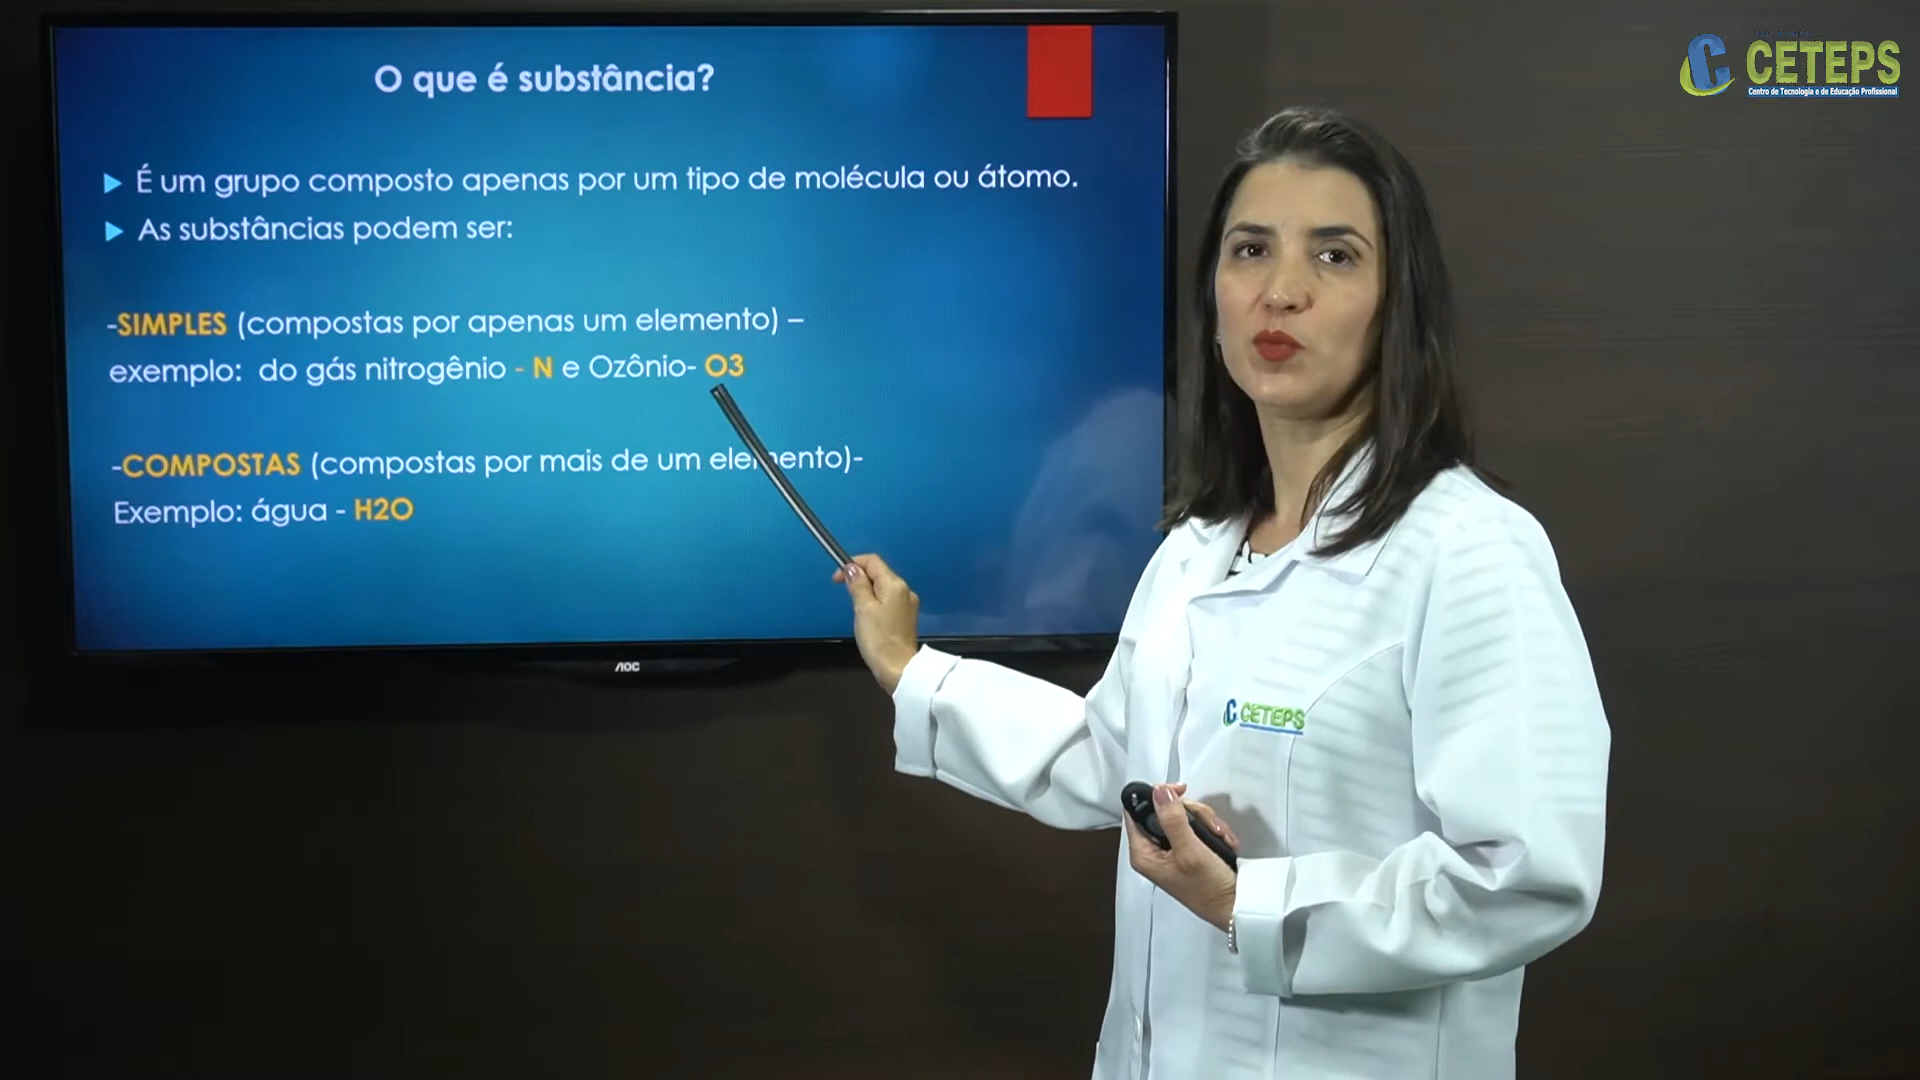 O que é substância?
É um grupo composto apenas por um tipo de molécula ou átomo.
As substâncias podem ser:
-SIMPLES (compostas por apenas um elemento) –
exemplo: do gás nitrogênio - N e Ozônio- O3
-COMPOSTAS (compostas por mais de um elemento)-
Exemplo: água - H2O
AOC
C CETEPS
Centro de Tecnologia e de Educação Profissional
C CETEPS